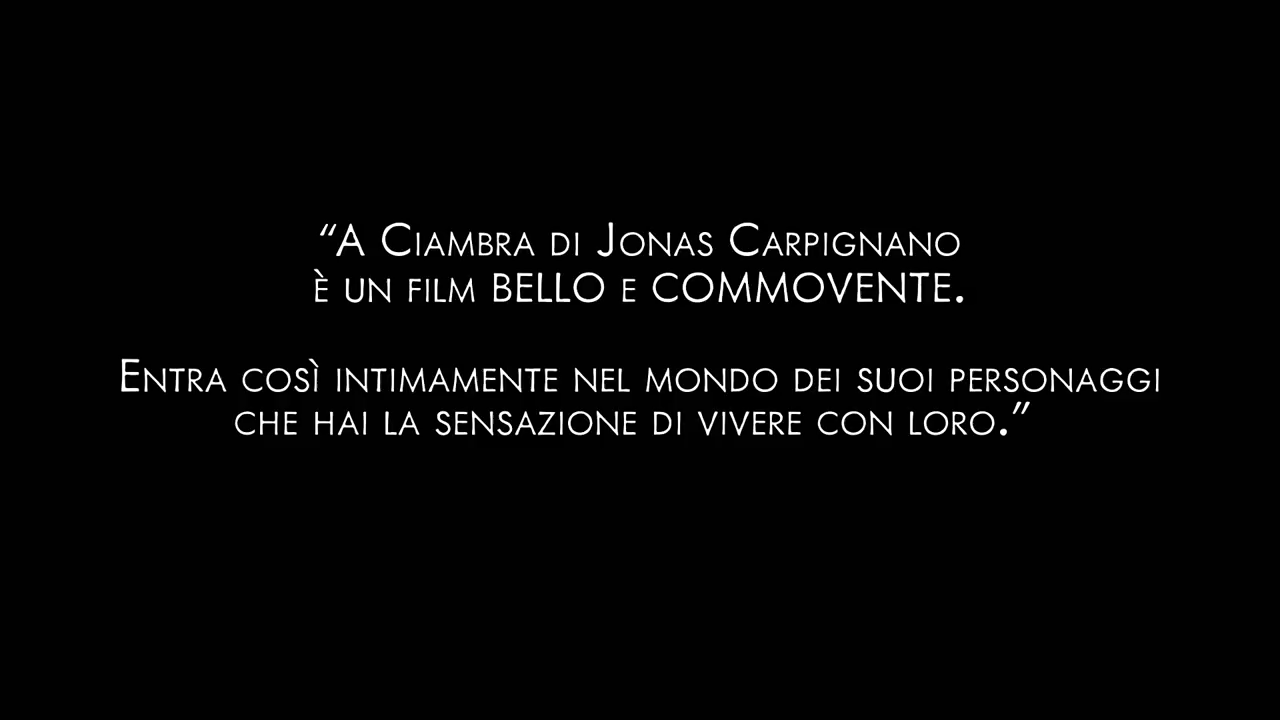 “A Ciambra di Jonas Carpignano
è un film BELLO e COMMOVENTE.
Entra così intimamente nel mondo dei suoi personaggi
che hai la sensazione di vivere con loro.”